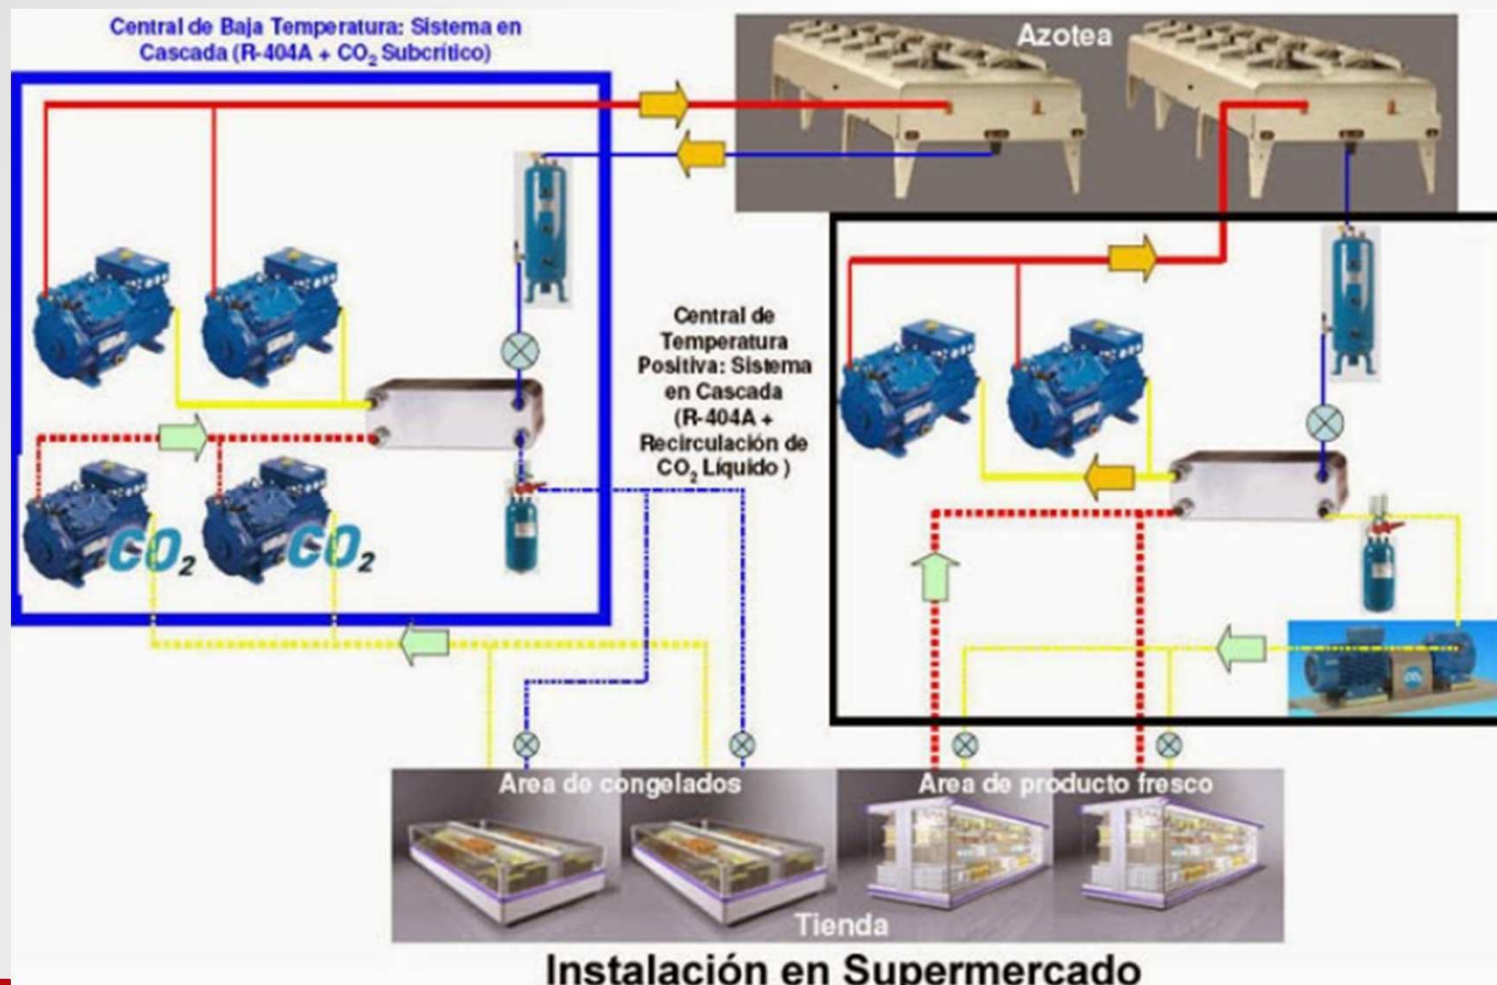 Central de Baja Temperatura: Sistema en
Cascada (R-404A + CO₂ Subcrítico)
Azotea
Central de
Temperatura
Positiva: Sistema
en Cascada
(R-404A +
Recirculación de
CO₂ Líquido )
CO₂
CO₂
Area de congelados
Area de producto fresco
Tienda
Instalación en Supermercado